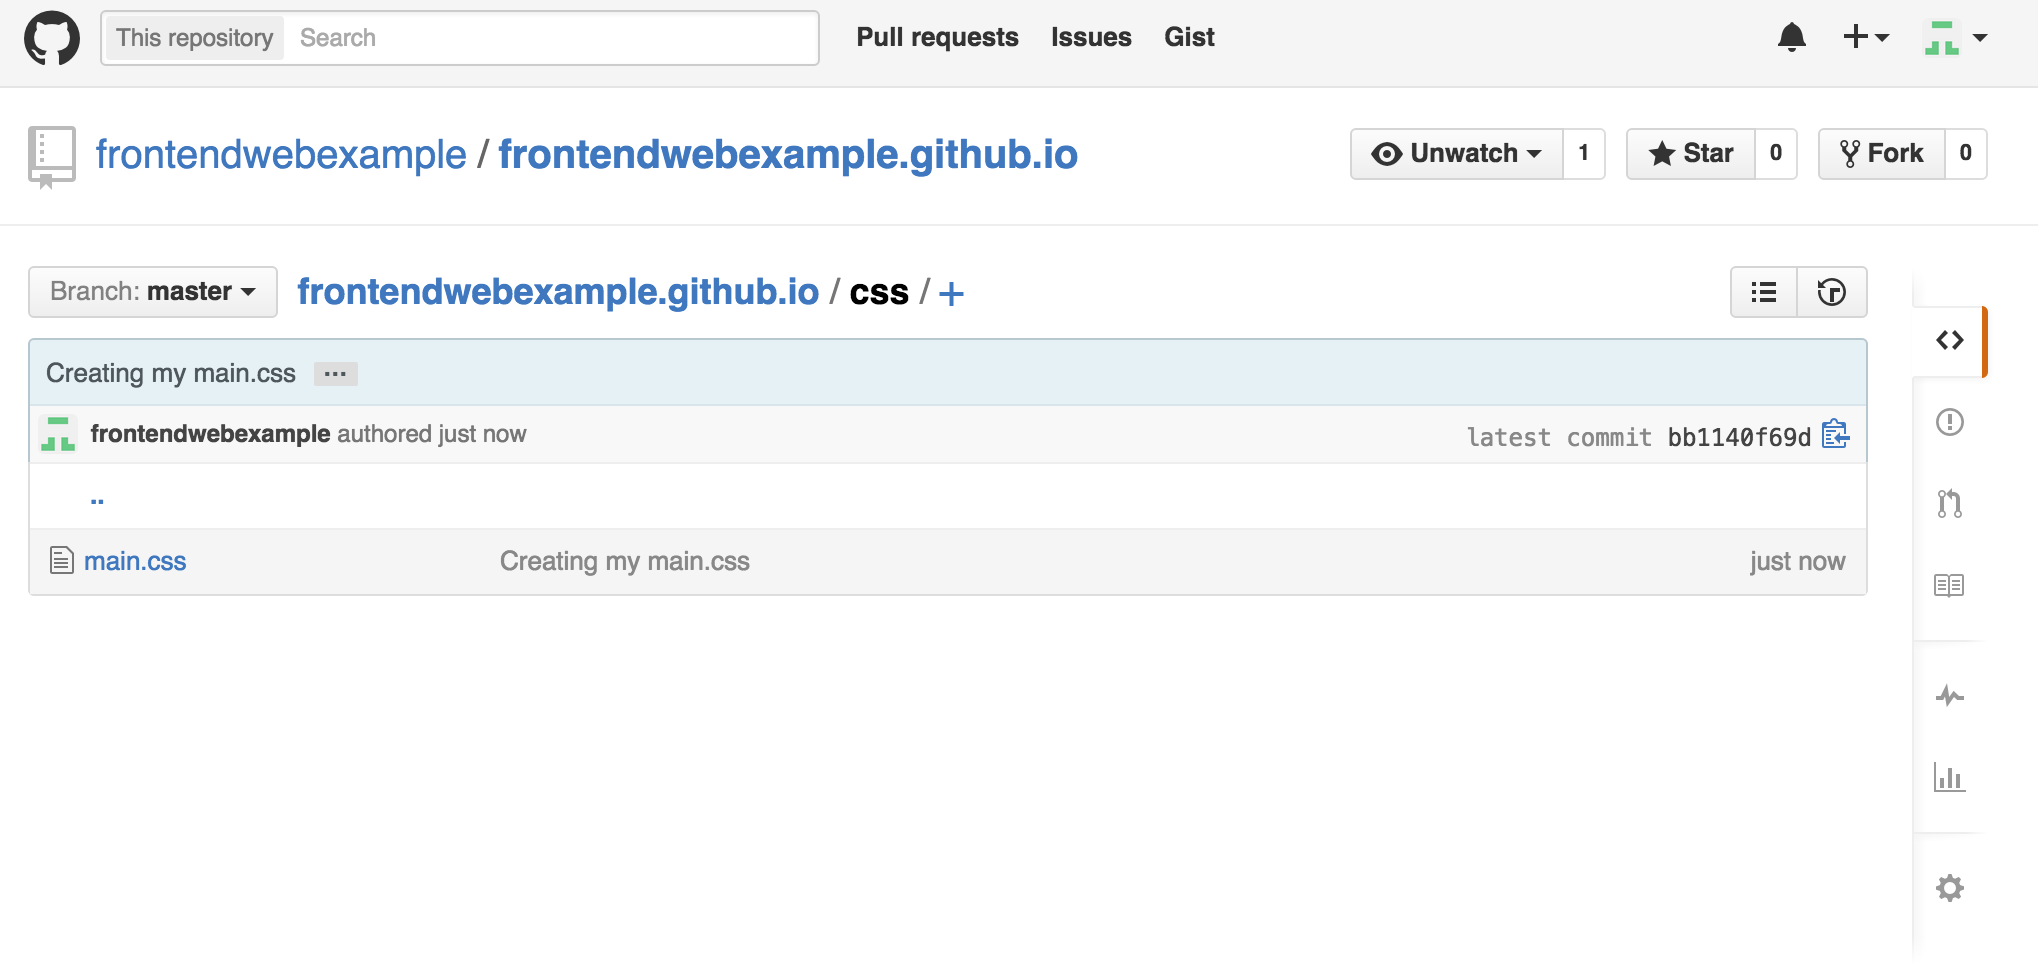 This repository Search Pull requests Issues Gist
frontendwebexample / frontendwebexample.github.io Unwatch 1 Star 0 Fork 0
Branch: master frontendwebexample.github.io / css / +
Creating my main.css ...
frontendwebexample authored just now latest commit bb1140f69d
..
main.css Creating my main.css just now